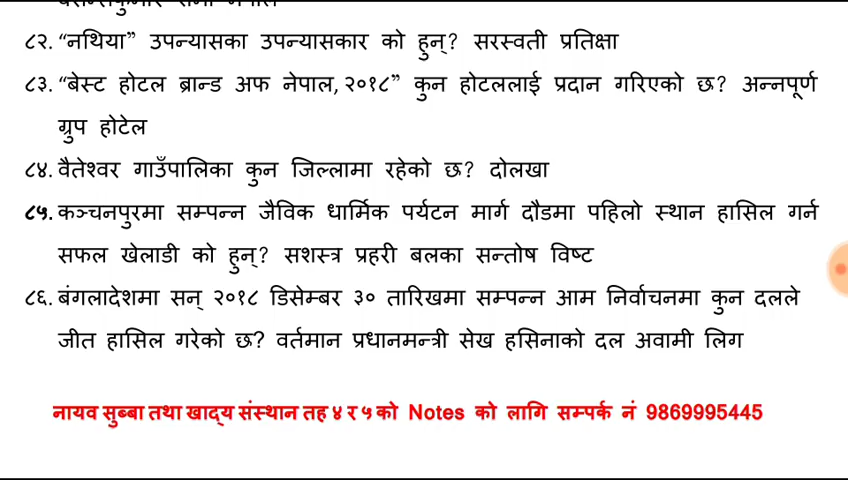 ८२. “नथिया” उपन्यासका उपन्यासकार को हुन्? सरस्वती प्रतिक्षा
८३. “बेस्ट होटल ब्रान्ड अफ नेपाल, २०१८” कुन होटललाई प्रदान गरिएको छ? अन्नपूर्ण
ग्रुप होटेल
८४. वैतेश्वर गाउँपालिका कुन जिल्लामा रहेको छ? दोलखा
८५. कञ्चनपुरमा सम्पन्न जैविक धार्मिक पर्यटन मार्ग दौडमा पहिलो स्थान हासिल गर्न
सफल खेलाडी को हुन्? सशस्त्र प्रहरी बलका सन्तोष विष्ट
८६. बंगलादेशमा सन् २०१८ डिसेम्बर ३० तारिखमा सम्पन्न आम निर्वाचनमा कुन दलले
जीत हासिल गरेको छ? वर्तमान प्रधानमन्त्री सेख हसिनाको दल अवामी लिग
नायव सुब्बा तथा खाद्य संस्थान तह ४ र ५ को Notes को लागि सम्पर्क नं 9869995445